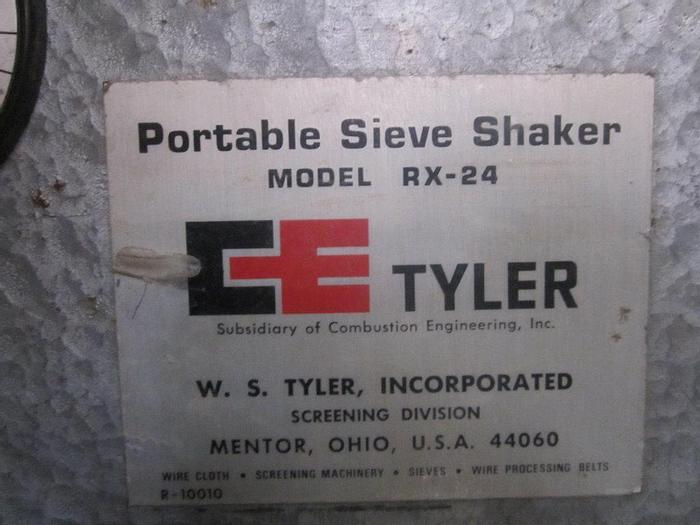 Portable Sieve Shaker
MODEL RX-24
CE TYLER
Subsidiary of Combustion Engineering, Inc.
W. S. TYLER, INCORPORATED
SCREENING DIVISION
MENTOR, OHIO, U.S.A. 44060
WIRE CLOTH • SCREENING MACHINERY • SIEVES • WIRE PROCESSING BELTS
R-10010